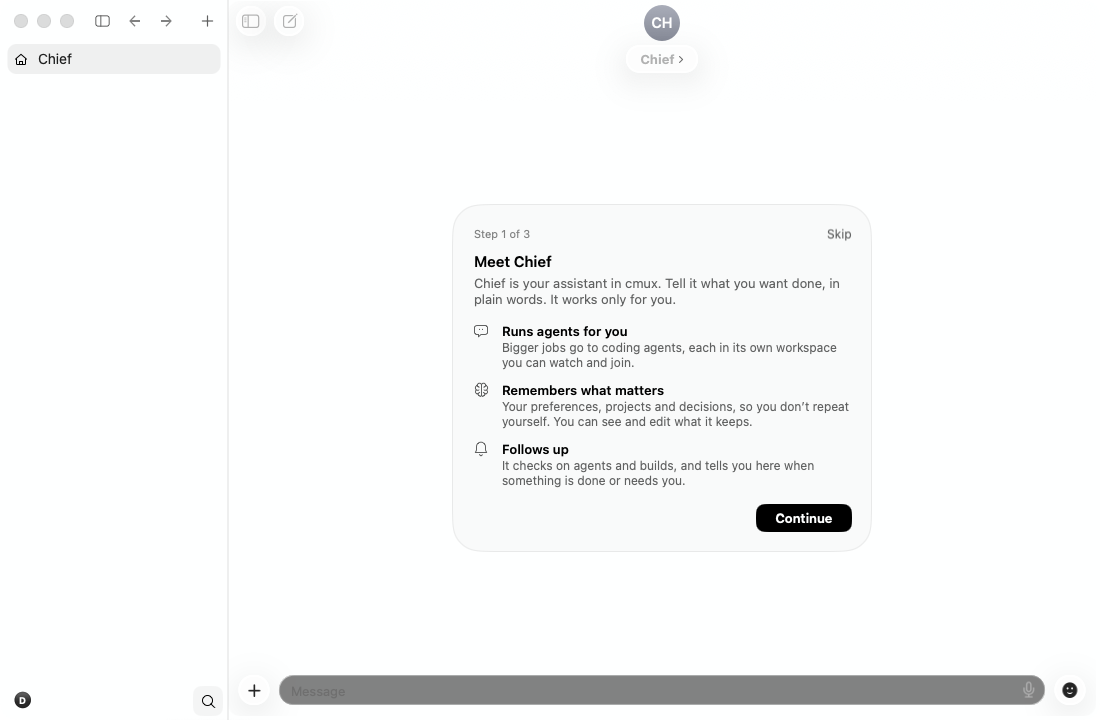 Chief
CH
Chief
Step 1 of 3
Skip
Meet Chief
Chief is your assistant in cmux. Tell it what you want done, in
plain words. It works only for you.
Runs agents for you
Bigger jobs go to coding agents, each in its own workspace
you can watch and join.
Remembers what matters
Your preferences, projects and decisions, so you don’t repeat
yourself. You can see and edit what it keeps.
Follows up
It checks on agents and builds, and tells you here when
something is done or needs you.
Continue
Message
D